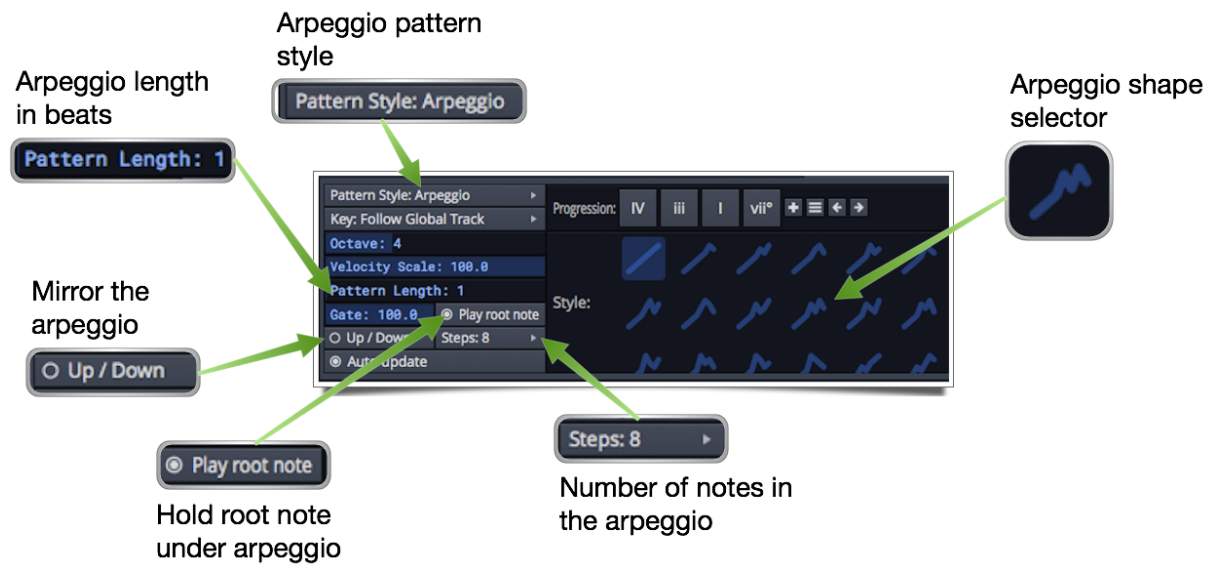 Arpeggio pattern
style
Pattern Style: Arpeggio
Arpeggio length
in beats
Pattern Length: 1
Arpeggio shape
selector
Pattern Style: Arpeggio
Key: Follow Global Track
Octave: 4
Velocity Scale: 100.0
Pattern Length: 1
Gate: 100.0 Play root note
Up / Down Steps: 8
Auto update
Progression: IV iii I vii°
Style:
Mirror the
arpeggio
Up / Down
Play root note
Hold root note
under arpeggio
Steps: 8
Number of notes in
the arpeggio